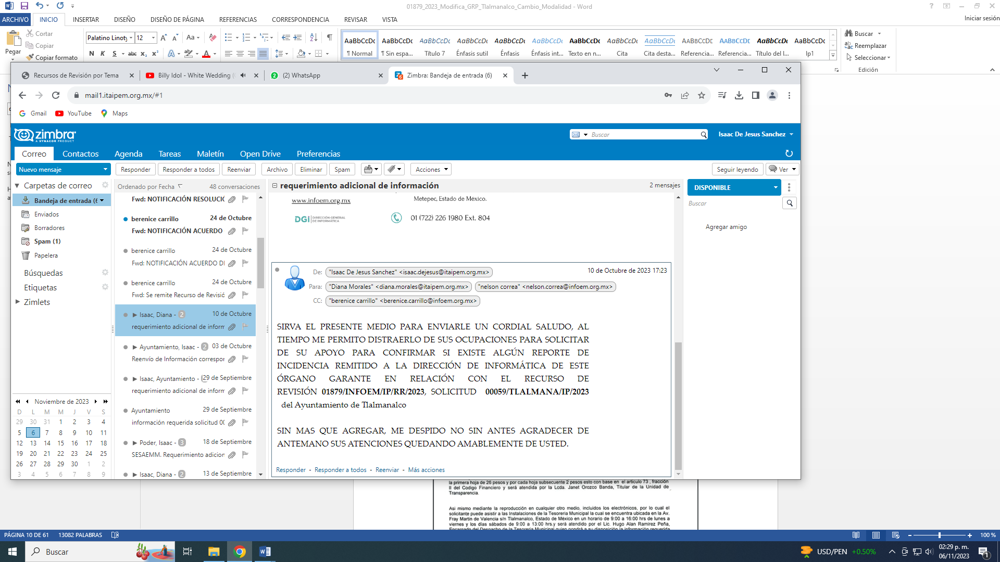 01879_2023_Modifica_GRP_Tlalmanalco_Cambio_Modalidad - Word
ARCHIVO INICIO INSERTAR DISEÑO DISEÑO DE PÁGINA REFERENCIAS CORRESPONDENCIA REVISAR VISTA Iniciar sesión
Pegar
Cortar
Copiar
Copiar formato
Palatino Linoty 12
N K S abc x₂ x²
AaBbCcDc AaBbCcDc AaBbCcDc AaBbCcDc AaBbCcDc AaBbCcDc AaBbCcDc AaBbCcDc AaBbCcDc AaBbCcDc AaBbCcDc AaBbCcDc AaBbCcDc
¶ Normal ¶ Sin espa... Título 7 Énfasis sutil Énfasis Énfasis int... Texto en n... Cita Cita desta... Referencia... Referencia... Título del l... Ip1
Buscar
Reemplazar
Seleccionar
Edición
Recursos de Revisión por Tema
Billy Idol - White Wedding (
(2) WhatsApp
Zimbra: Bandeja de entrada (6)
mail1.itaipem.org.mx/#1
Gmail YouTube Maps
zimbra
A SYNACOR PRODUCT
Buscar
Isaac De Jesus Sanchez
Correo Contactos Agenda Tareas Maletín Open Drive Preferencias
Nuevo mensaje
Responder Responder a todos Reenviar Archivo Eliminar Spam Acciones Seguir leyendo Ver
Carpetas de correo
Bandeja de entrada (6
Enviados
Borradores
Spam (1)
Papelera
Búsquedas
Etiquetas
Zimlets
Noviembre de 2023
D L M M J V S
29 30 31 1 2 3 4
5 6 7 8 9 10 11
12 13 14 15 16 17 18
19 20 21 22 23 24 25
26 27 28 29 30 1 2
3 4 5 6 7 8 9
Ordenado por Fecha 48 conversaciones
Fwd: NOTIFICACIÓN RESOLUCIÓ
berenice carrillo 24 de Octubre
Fwd: NOTIFICACIÓN ACUERDO
berenice carrillo 24 de Octubre
Fwd: NOTIFICACIÓN ACUERDO DE
berenice carrillo 24 de Octubre
Fwd: Se remite Recurso de Revisió
Isaac, Diana - 2 10 de Octubre
requerimiento adicional de inform
Ayuntamiento, Isaac - 2 03 de Octubre
Reenvío de Información correspor
Isaac, Ayuntamiento - 29 de Septiembre
requerimiento adicional de inform
Ayuntamiento 29 de Septiembre
información requerida solicitud 00
Poder, Isaac - 3 18 de Septiembre
SESAEMM. Requerimiento adicion
Isaac, Diana - 2 13 de Septiembre
requerimiento adicional de información
2 mensajes
www.infoem.org.mx
Metepec, Estado de México.
DGI DIRECCIÓN GENERAL
DE INFORMÁTICA
01 (722) 226 1980 Ext. 804
De: "Isaac De Jesus Sanchez" <isaac.dejesus@itaipem.org.mx>
10 de Octubre de 2023 17:23
Para: "Diana Morales" <diana.morales@itaipem.org.mx> "nelson correa" <nelson.correa@infoem.org.mx>
CC: "berenice carrillo" <berenice.carrillo@infoem.org.mx>
SIRVA EL PRESENTE MEDIO PARA ENVIARLE UN CORDIAL SALUDO, AL
TIEMPO ME PERMITO DISTRAERLO DE SUS OCUPACIONES PARA SOLICITAR
DE SU APOYO PARA CONFIRMAR SI EXISTE ALGÚN REPORTE DE
INCIDENCIA REMITIDO A LA DIRECCIÓN DE INFORMÁTICA DE ESTE
ÓRGANO GARANTE EN RELACIÓN CON EL RECURSO DE
REVISIÓN 01879/INFOEM/IP/RR/2023, SOLICITUD 00059/TLALMANA/IP/2023
del Ayuntamiento de Tlalmanalco
SIN MAS QUE AGREGAR, ME DESPIDO NO SIN ANTES AGRADECER DE
ANTEMANO SUS ATENCIONES QUEDANDO AMABLEMENTE DE USTED.
Responder - Responder a todos - Reenviar - Más acciones
DISPONIBLE
Buscar
Agregar amigo
la primera hoja de 26 pesos y por cada hoja subsecuente 2 pesos esto con base en el articulo 73 , fracción
II del Codigo Financiero y será atendida por la Lcda. Janet Orozco Banda, Titular de la Unidad de
Transparencia.
Asi mismo mediante la reproducción en cualquier otro medio, incluidos los electrónicos, por lo cual el
solicitante puede asistir a las Instalaciones de la Tesoreria Municipal la cual se encuentra ubicada en la Av.
Fray Martin de Valencia s/n Tlalmanalco, Estado de México en un horario de 9:00 a 16:00 hrs de lunes a
viernes y los días sábados de 9:00 a 13:00 hrs.y será atendido por el Lic. Hugo Alan Ramirez Peña,
Encargado del Despacho de la Tesoreria Municipal quien pondrá a su disposición la información requerida
PÁGINA 10 DE 61 13082 PALABRAS 100 %
Buscar
USD/PEN +0.50%
02:29 p. m.
06/11/2023
1